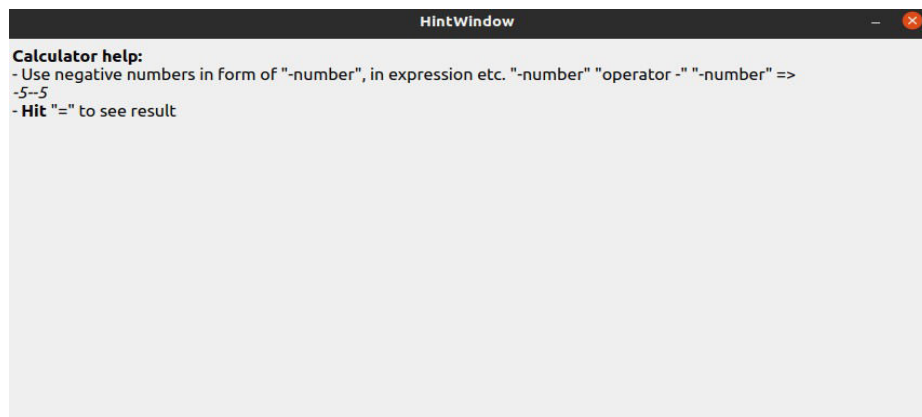 HintWindow
Calculator help:
- Use negative numbers in form of "-number", in expression etc. "-number" "operator -" "-number" =>
-5--5
- Hit "=" to see result